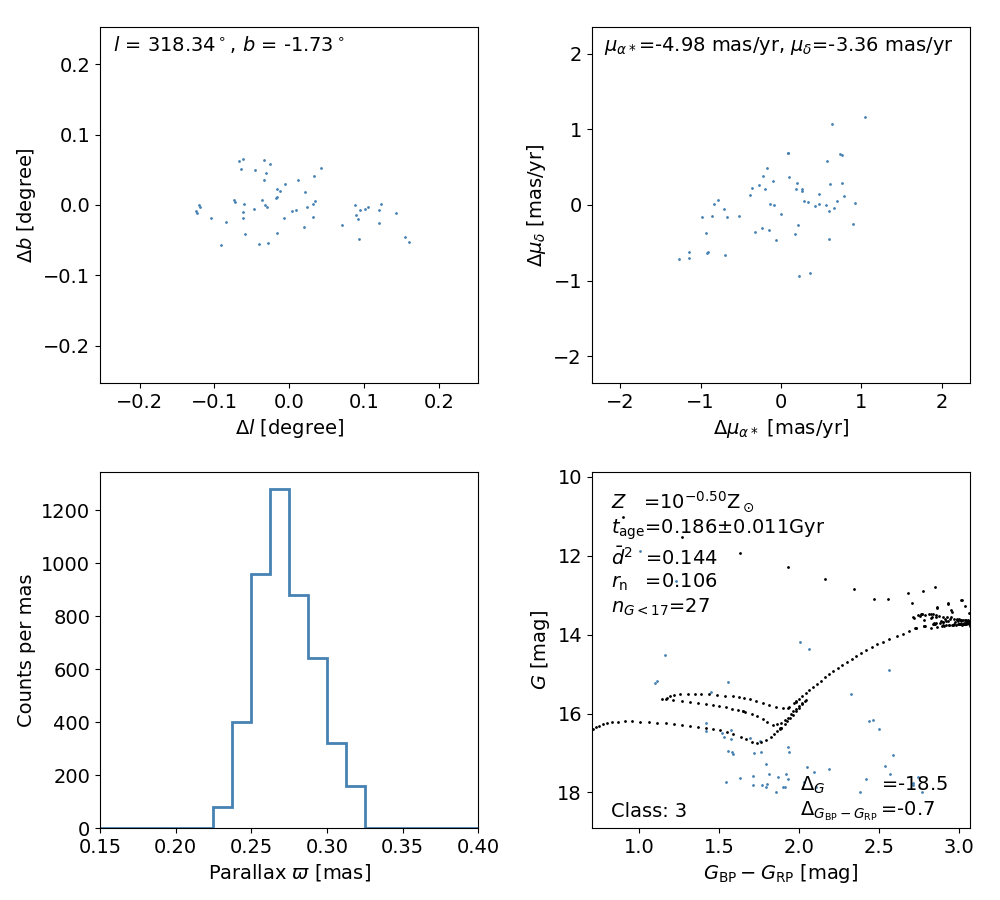 l = 318.34°, b = -1.73°
0.2
0.1
0.0
−0.1
−0.2
Δb [degree]
−0.2 −0.1 0.0 0.1 0.2
Δl [degree]
μα*=-4.98 mas/yr, μδ=-3.36 mas/yr
2
1
0
−1
−2
Δμδ [mas/yr]
−2 −1 0 1 2
Δμα* [mas/yr]
1200
1000
800
600
400
200
0
Counts per mas
0.15 0.20 0.25 0.30 0.35 0.40
Parallax ϖ [mas]
10
12
14
16
18
G [mag]
Z =10^−0.50 Z⊙
tage=0.186±0.011Gyr
d̄² =0.144
rn =0.106
nG<17=27
ΔG =-18.5
ΔGBP−GRP=-0.7
Class: 3
1.0 1.5 2.0 2.5 3.0
GBP − GRP [mag]